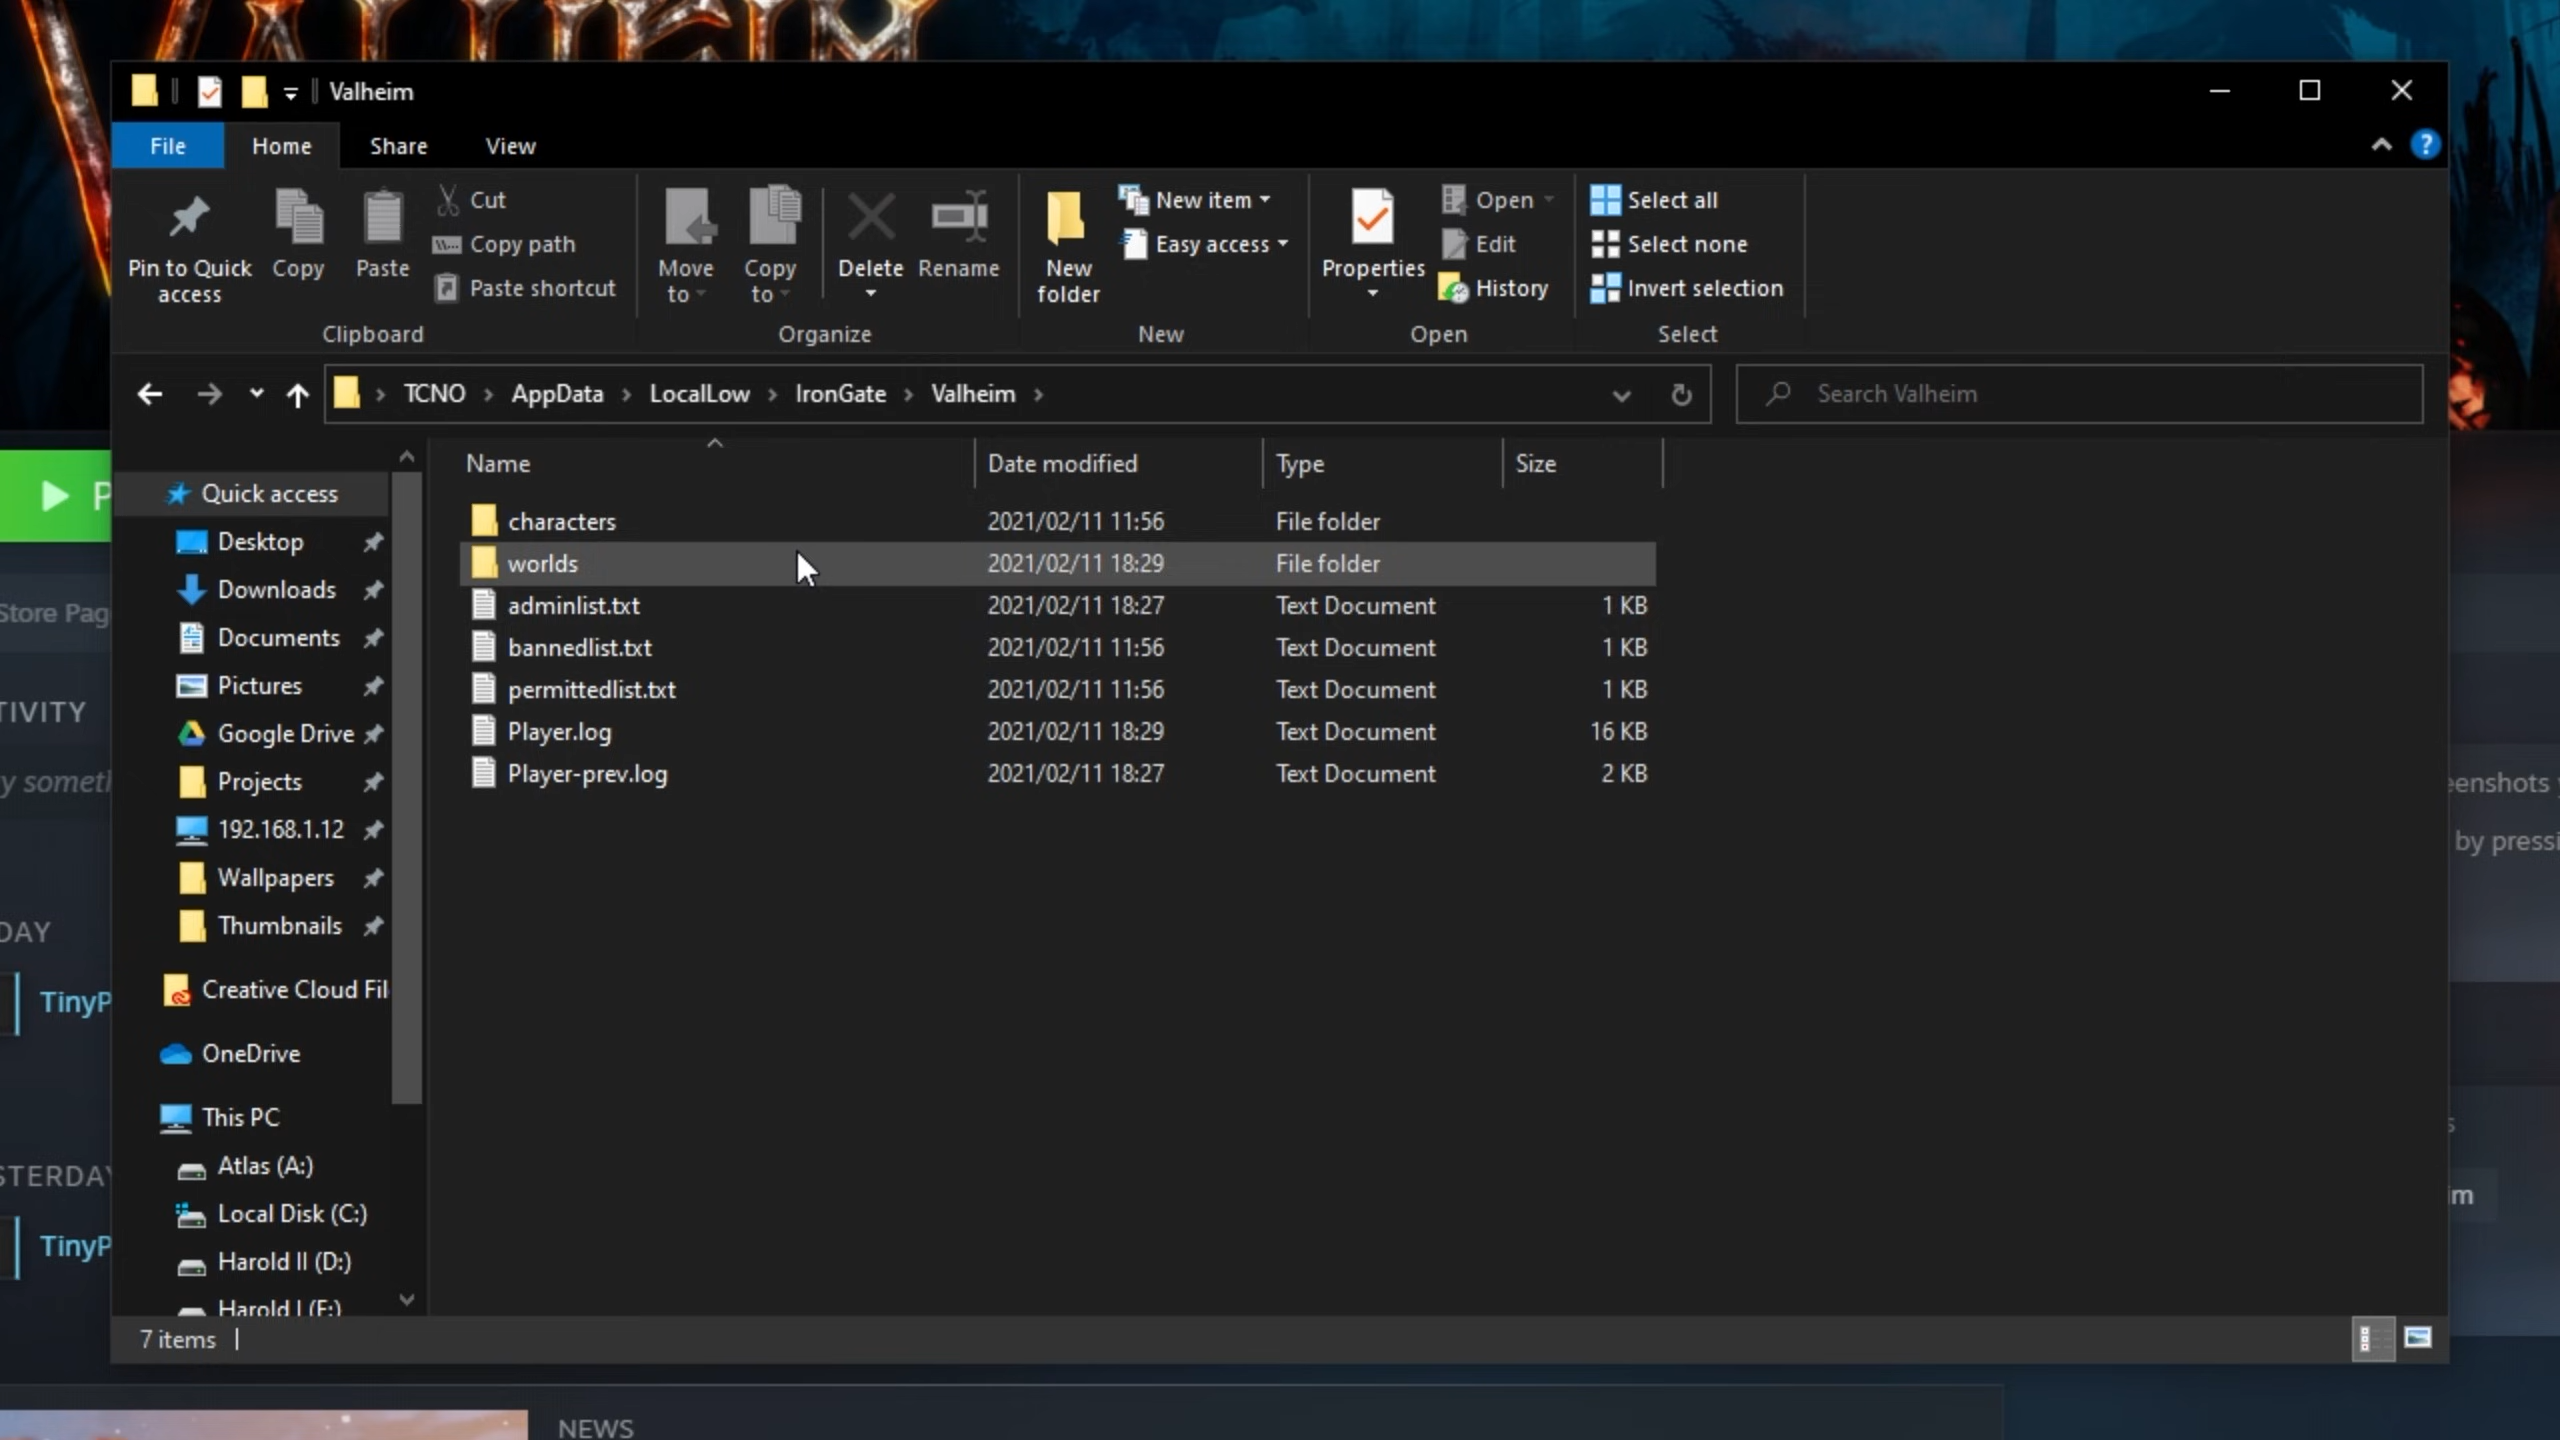 VALHEIM
Valheim
File Home Share View
Pin to Quick access
Copy
Paste
Cut
Copy path
Paste shortcut
Clipboard
Move to
Copy to
Delete
Rename
Organize
New folder
New item
Easy access
New
Properties
Open
Edit
History
Open
Select all
Select none
Invert selection
Select
TCNO › AppData › LocalLow › IronGate › Valheim ›
Search Valheim
Name Date modified Type Size
characters 2021/02/11 11:56 File folder
worlds 2021/02/11 18:29 File folder
adminlist.txt 2021/02/11 18:27 Text Document 1 KB
bannedlist.txt 2021/02/11 11:56 Text Document 1 KB
permittedlist.txt 2021/02/11 11:56 Text Document 1 KB
Player.log 2021/02/11 18:29 Text Document 16 KB
Player-prev.log 2021/02/11 18:27 Text Document 2 KB
Quick access
Desktop
Downloads
Documents
Pictures
Google Drive
Projects
192.168.1.12
Wallpapers
Thumbnails
Creative Cloud Fil
OneDrive
This PC
Atlas (A:)
Local Disk (C:)
Harold II (D:)
7 items
P
Store Pag
TIVITY
y someth
DAY
TinyP
STERDAY
TinyP
eenshots y
by pressi
s
im
NEWS